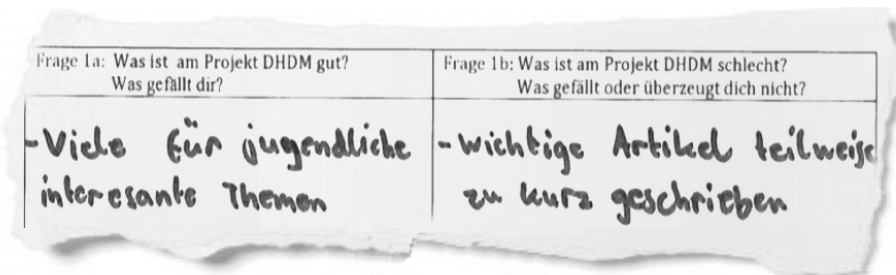 Frage 1a: Was ist am Projekt DHDM gut?
Was gefällt dir?
- Viele für jugendliche
interesante Themen
Frage 1b: Was ist am Projekt DHDM schlecht?
Was gefällt oder überzeugt dich nicht?
- wichtige Artikel teilweise
zu kurz geschrieben